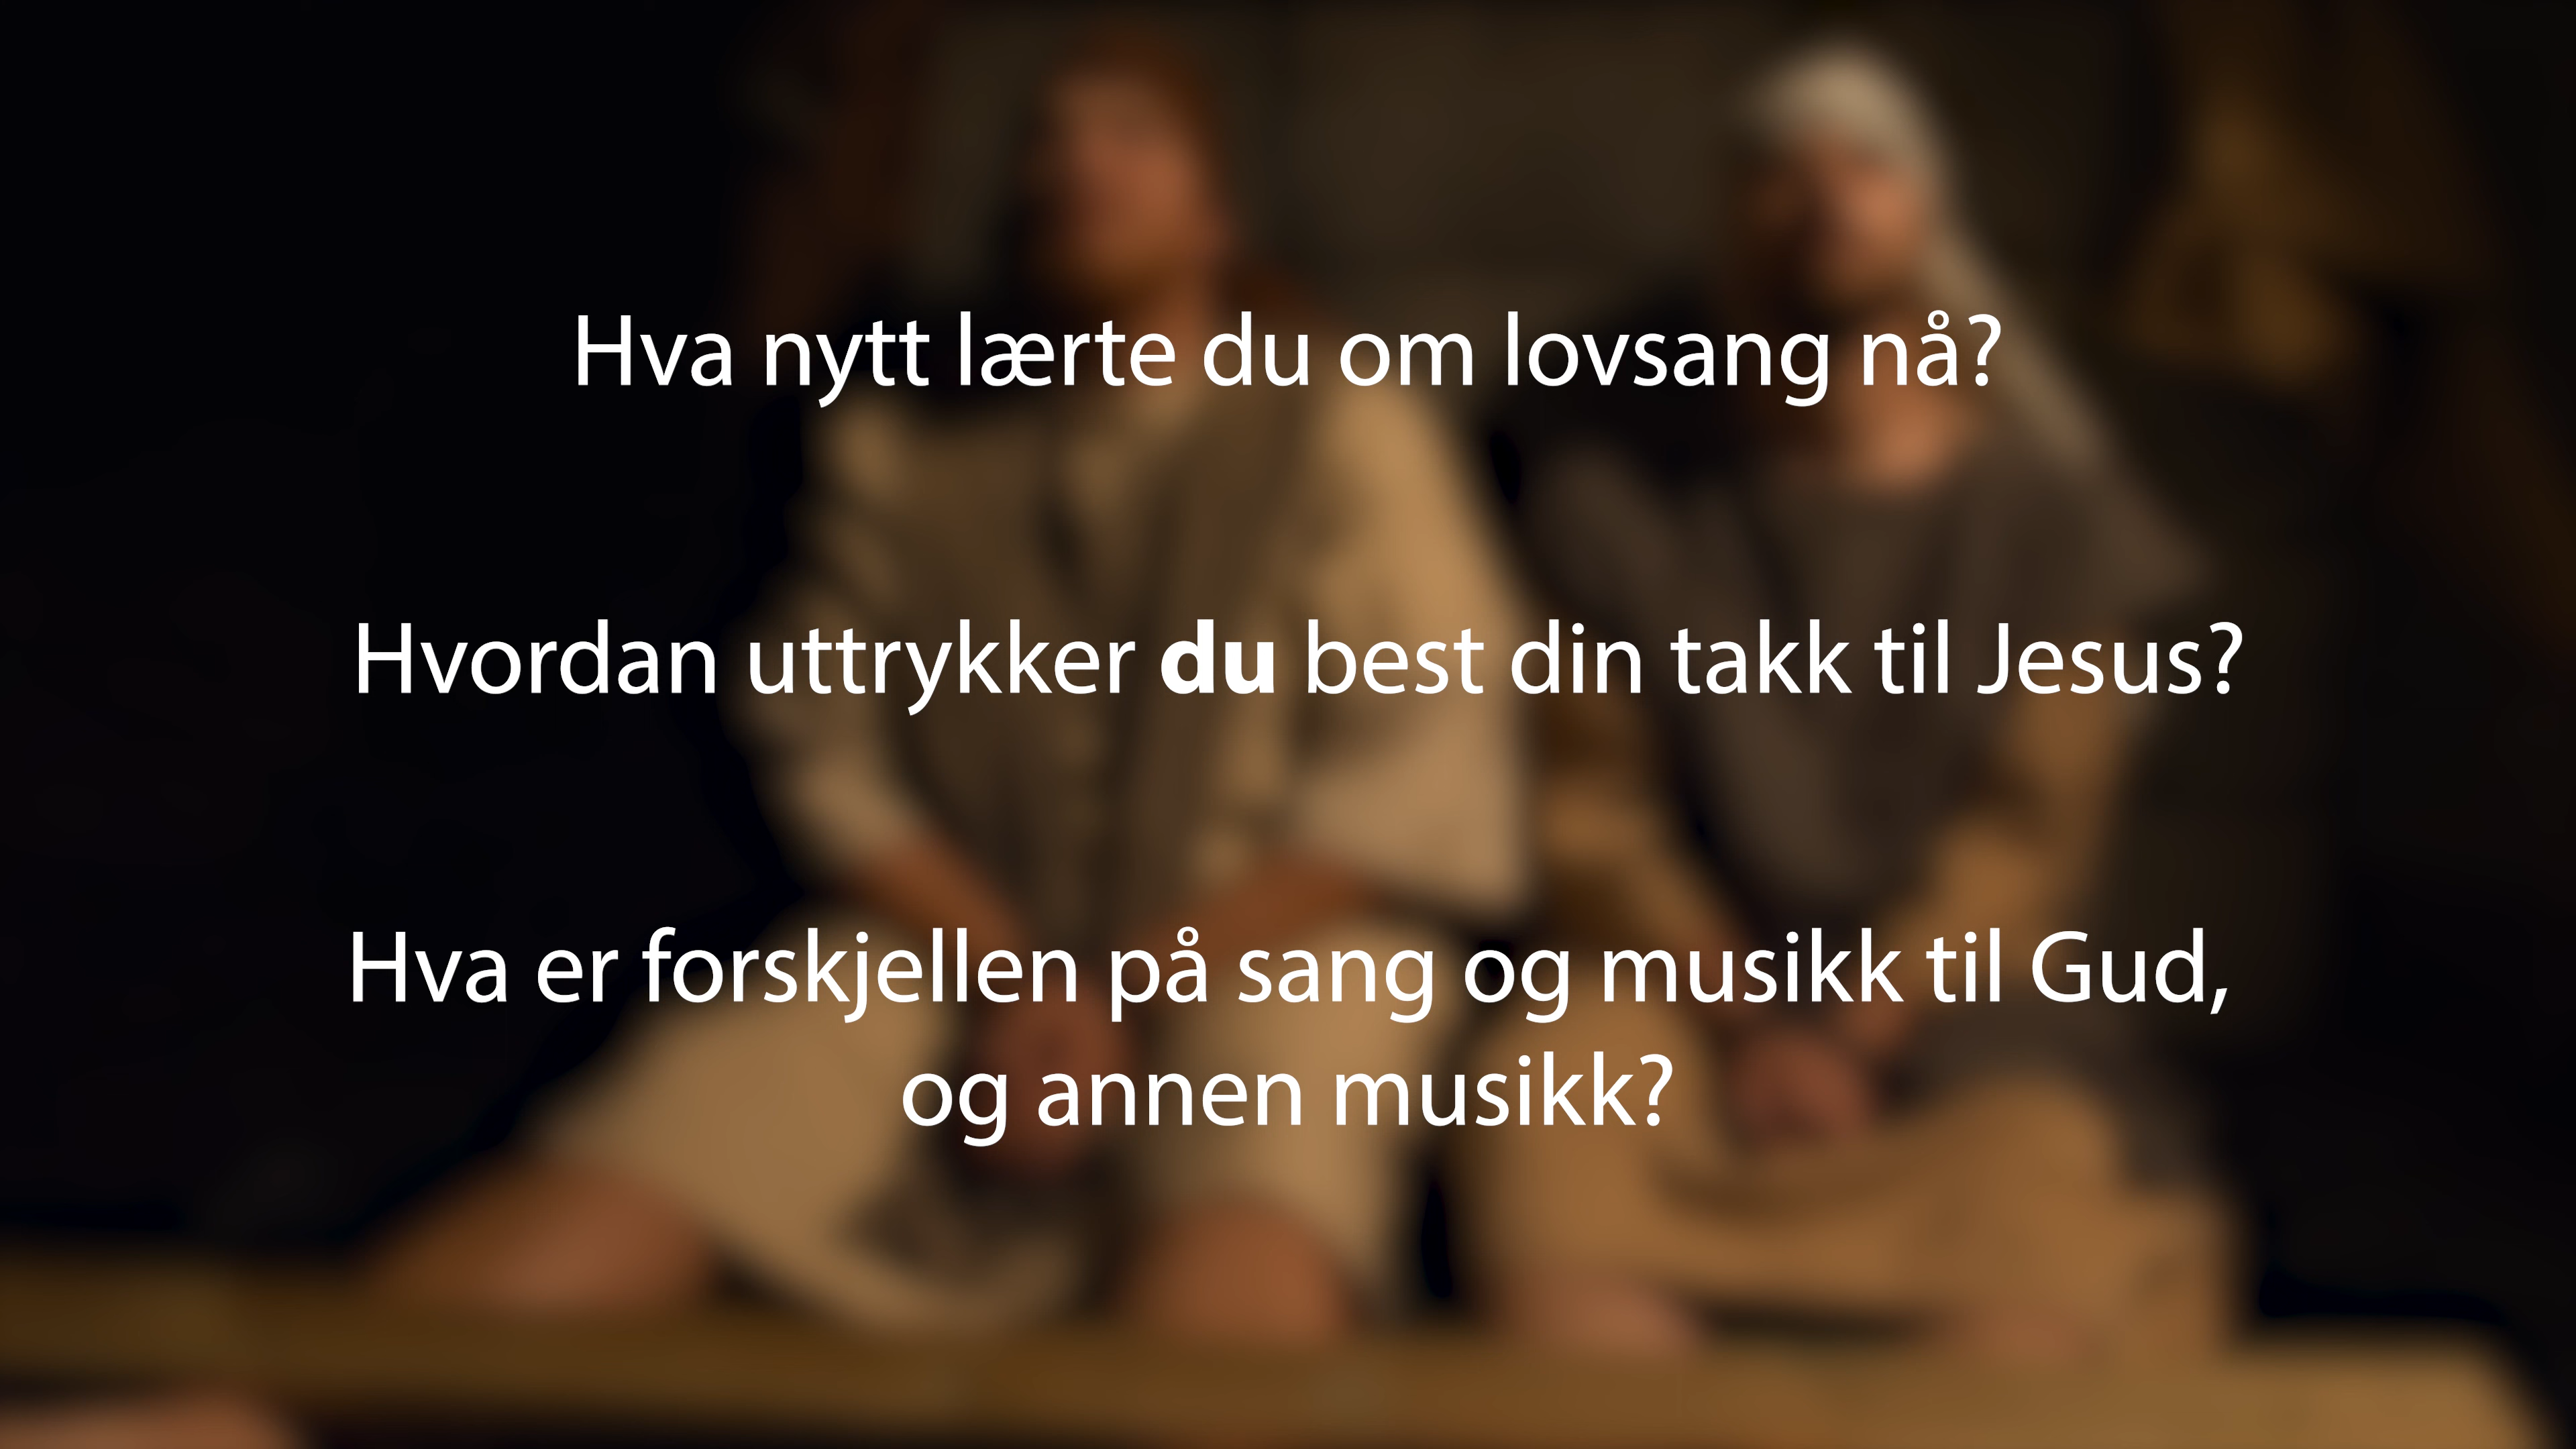 Hva nytt lærte du om lovsang nå?
Hvordan uttrykker du best din takk til Jesus?
Hva er forskjellen på sang og musikk til Gud,
og annen musikk?